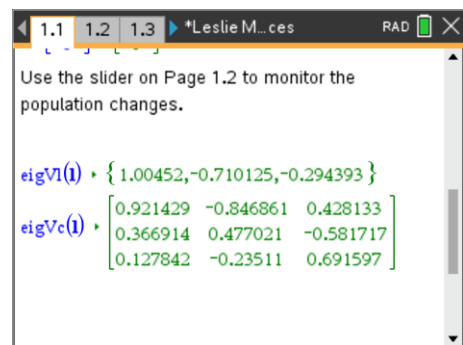 1.1 1.2 1.3 *Leslie M...ces RAD
Use the slider on Page 1.2 to monitor the
population changes.
eigVl(l) ▸ {1.00452,-0.710125,-0.294393}
eigVc(l) ▸ [0.921429 -0.846861 0.428133
0.366914 0.477021 -0.581717
0.127842 -0.23511 0.691597]